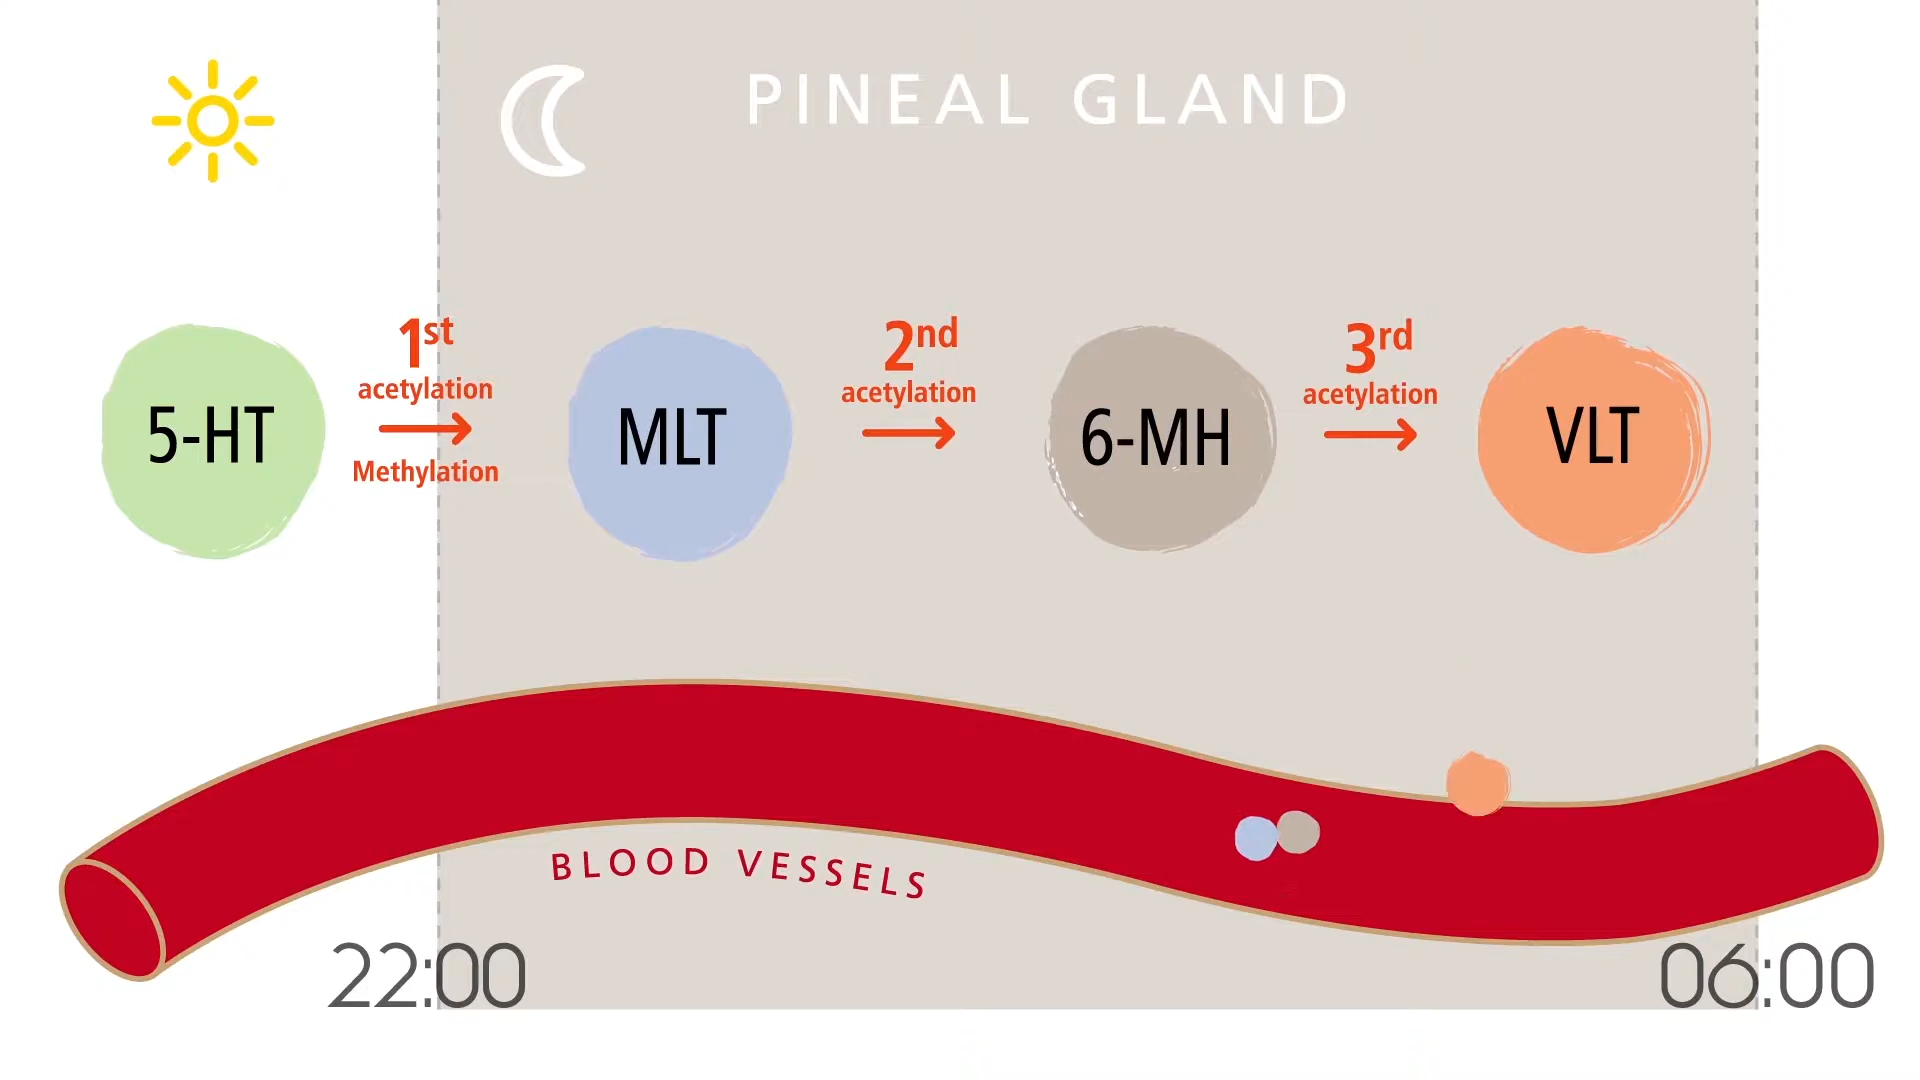 PINEAL GLAND
1st
acetylation
Methylation
2nd
acetylation
3rd
acetylation
5-HT
MLT
6-MH
VLT
BLOOD VESSELS
22:00
06:00